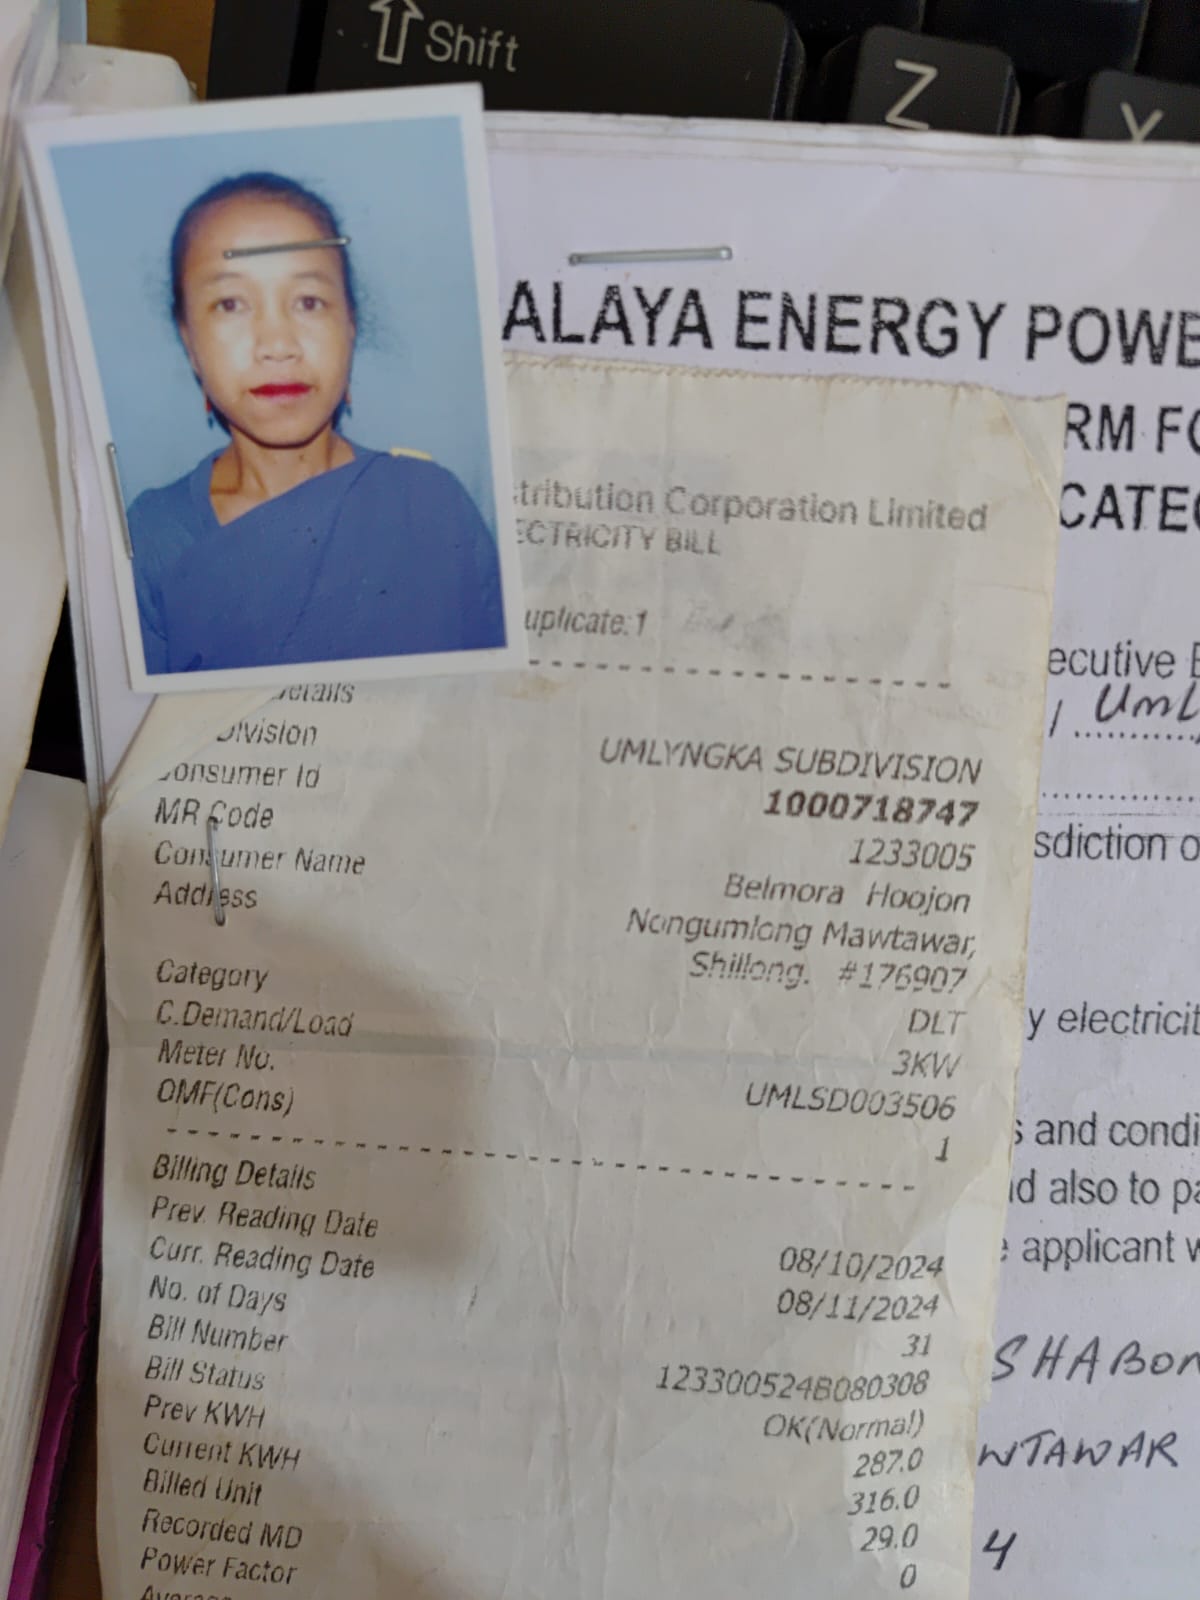 Shift
Z
ALAYA ENERGY POWE
RM FO
CATEG
tribution Corporation Limited
ECTRICITY BILL
uplicate:1
ecutive E
etails
Division
UMLYNGKA SUBDIVISION
Consumer Id
1000718747
MR Code
1233005
Consumer Name
Belmora Hoojon
Address
Nongumlong Mawtawar,
Shillong. #176907
Category
DLT
C.Demand/Load
3KW
Meter No.
UMLSD003506
OMF(Cons)
1
Billing Details
Prev. Reading Date
08/10/2024
Curr. Reading Date
08/11/2024
No. of Days
31
Bill Number
123300524B080308
Bill Status
OK(Normal)
Prev KWH
287.0
Current KWH
316.0
Billed Unit
29.0
Recorded MD
0
Power Factor
/ Uml
sdiction o
y electricit
s and condi
d also to pa
e applicant w
SHABON
WTAWAR
4